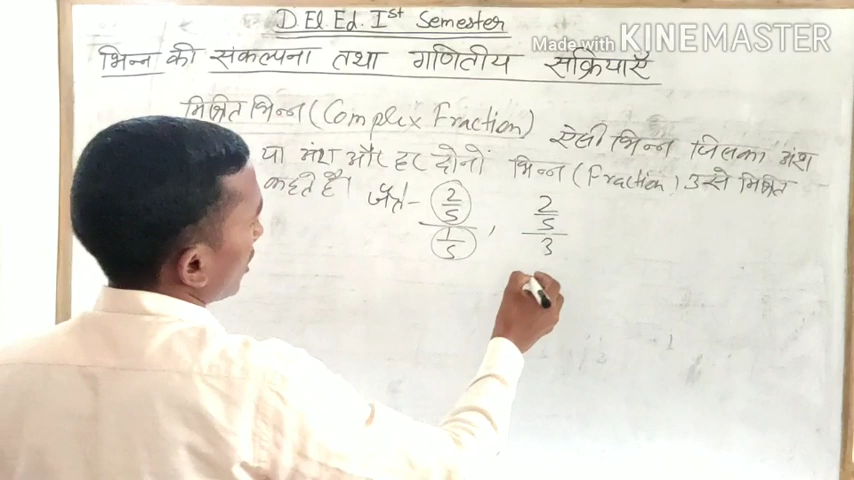 D El Ed. Ist Semester
Made with KINEMASTER
भिन्न की संकल्पना तथा गणितीय संक्रियाएँ
मिश्रित भिन्न (Complex Fraction) ऐसी भिन्न जिसका अंश
या अंश और हर दोनों भिन्न (Fraction) उसे मिश्रित
कहते हैं। जैसे-
2/5 / 1/5 , 2/5 / 3